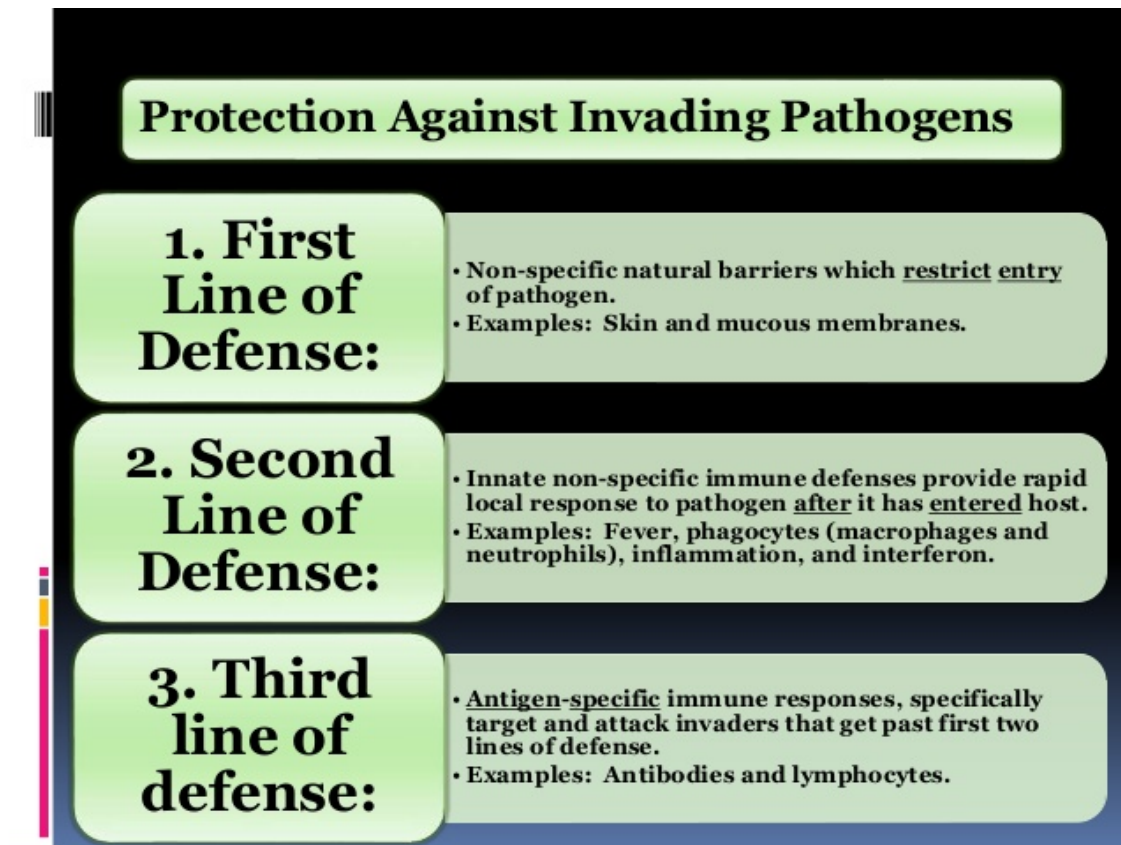 Protection Against Invading Pathogens
1. First
Line of
Defense:
• Non-specific natural barriers which restrict entry
of pathogen.
• Examples: Skin and mucous membranes.
2. Second
Line of
Defense:
• Innate non-specific immune defenses provide rapid
local response to pathogen after it has entered host.
• Examples: Fever, phagocytes (macrophages and
neutrophils), inflammation, and interferon.
3. Third
line of
defense:
• Antigen-specific immune responses, specifically
target and attack invaders that get past first two
lines of defense.
• Examples: Antibodies and lymphocytes.